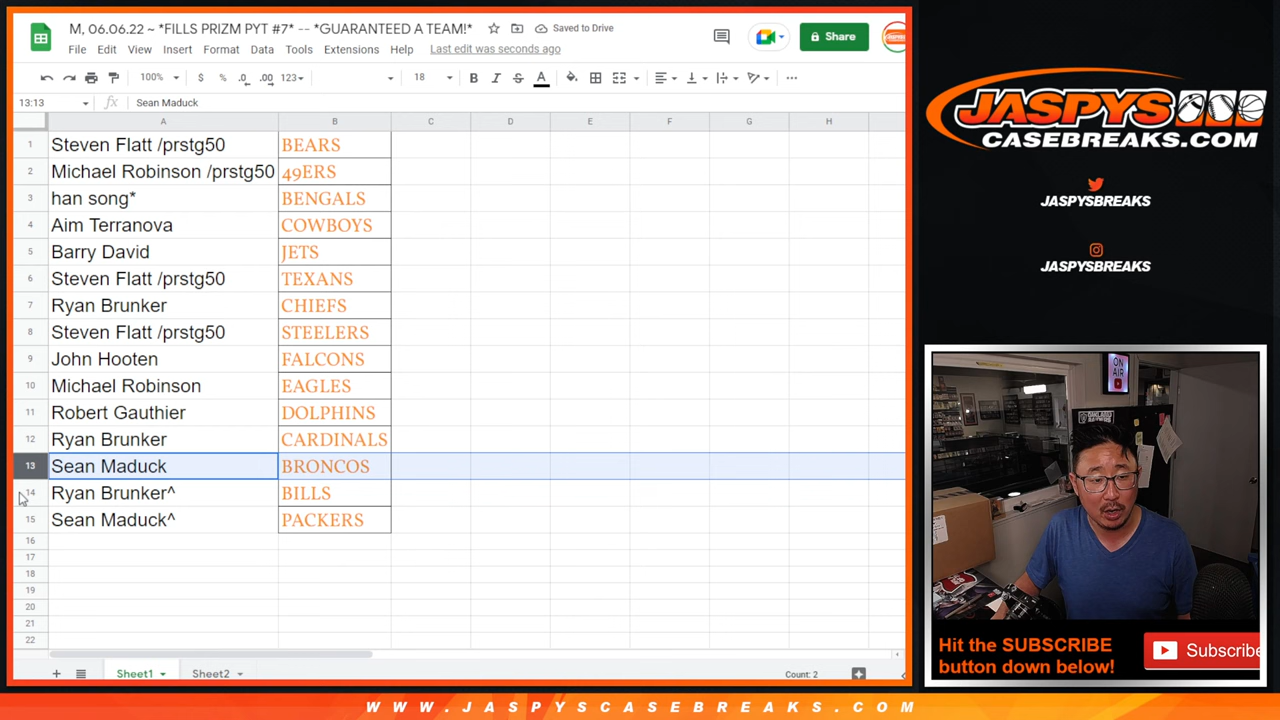 M, 06.06.22 ~ *FILLS PRIZM PYT #7* -- *GUARANTEED A TEAM!*
Saved to Drive
File Edit View Insert Format Data Tools Extensions Help Last edit was seconds ago
Share
100% $ % .0 .00 123 18 B I S A
13:13 fx Sean Maduck
A B C D E F G H
1 Steven Flatt /prstg50 BEARS
2 Michael Robinson /prstg50 49ERS
3 han song* BENGALS
4 Aim Terranova COWBOYS
5 Barry David JETS
6 Steven Flatt /prstg50 TEXANS
7 Ryan Brunker CHIEFS
8 Steven Flatt /prstg50 STEELERS
9 John Hooten FALCONS
10 Michael Robinson EAGLES
11 Robert Gauthier DOLPHINS
12 Ryan Brunker CARDINALS
13 Sean Maduck BRONCOS
14 Ryan Brunker^ BILLS
15 Sean Maduck^ PACKERS
16
17
18
19
20
21
22
Sheet1 Sheet2 Count: 2
JASPYS
CASEBREAKS.COM
JASPYSBREAKS
JASPYSBREAKS
ON
AIR
Hit the SUBSCRIBE
button down below!
Subscribe
WWW.JASPYSCASEBREAKS.COM